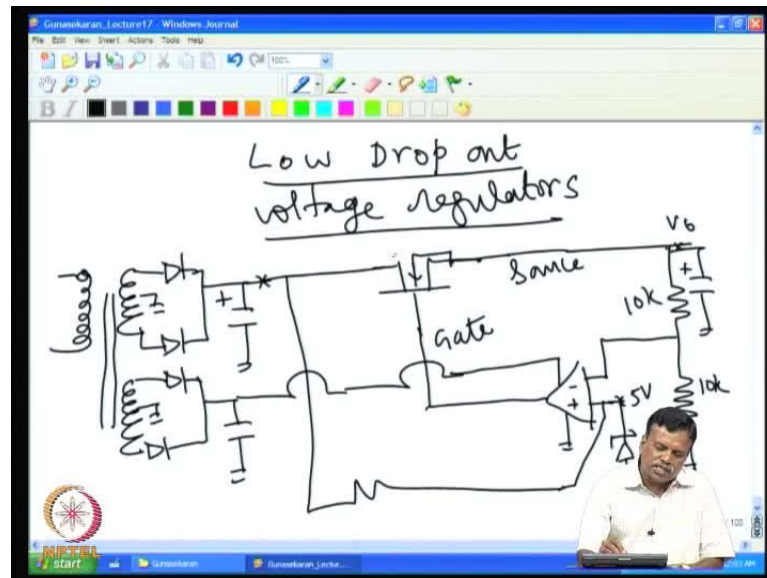 Gunasekaran_Lecture17 - Windows Journal
File Edit View Insert Actions Tools Help
100%
B I
Low Drop out
voltage regulators
V0
Source
10k
Gate
5V
10k
NPTEL
start
Gunasekaran
Gunasekaran_Lectur...